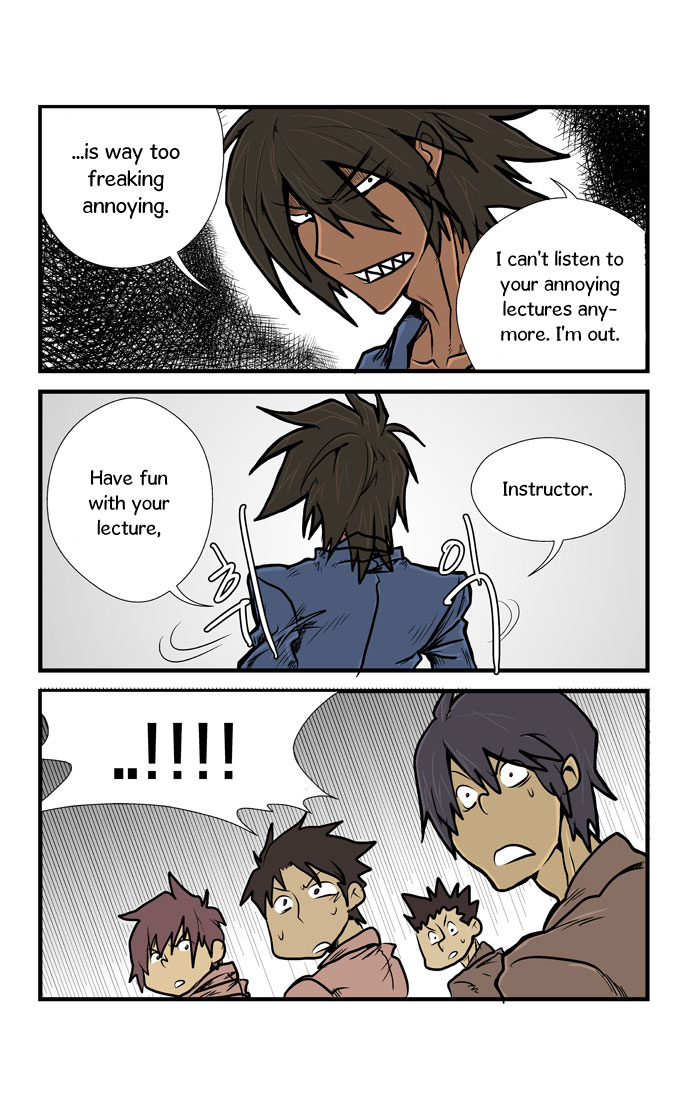 ...is way too
freaking
annoying.
I can't listen to
your annoying
lectures any-
more. I'm out.
Have fun
with your
lecture,
Instructor.
휘
익
..!!!!